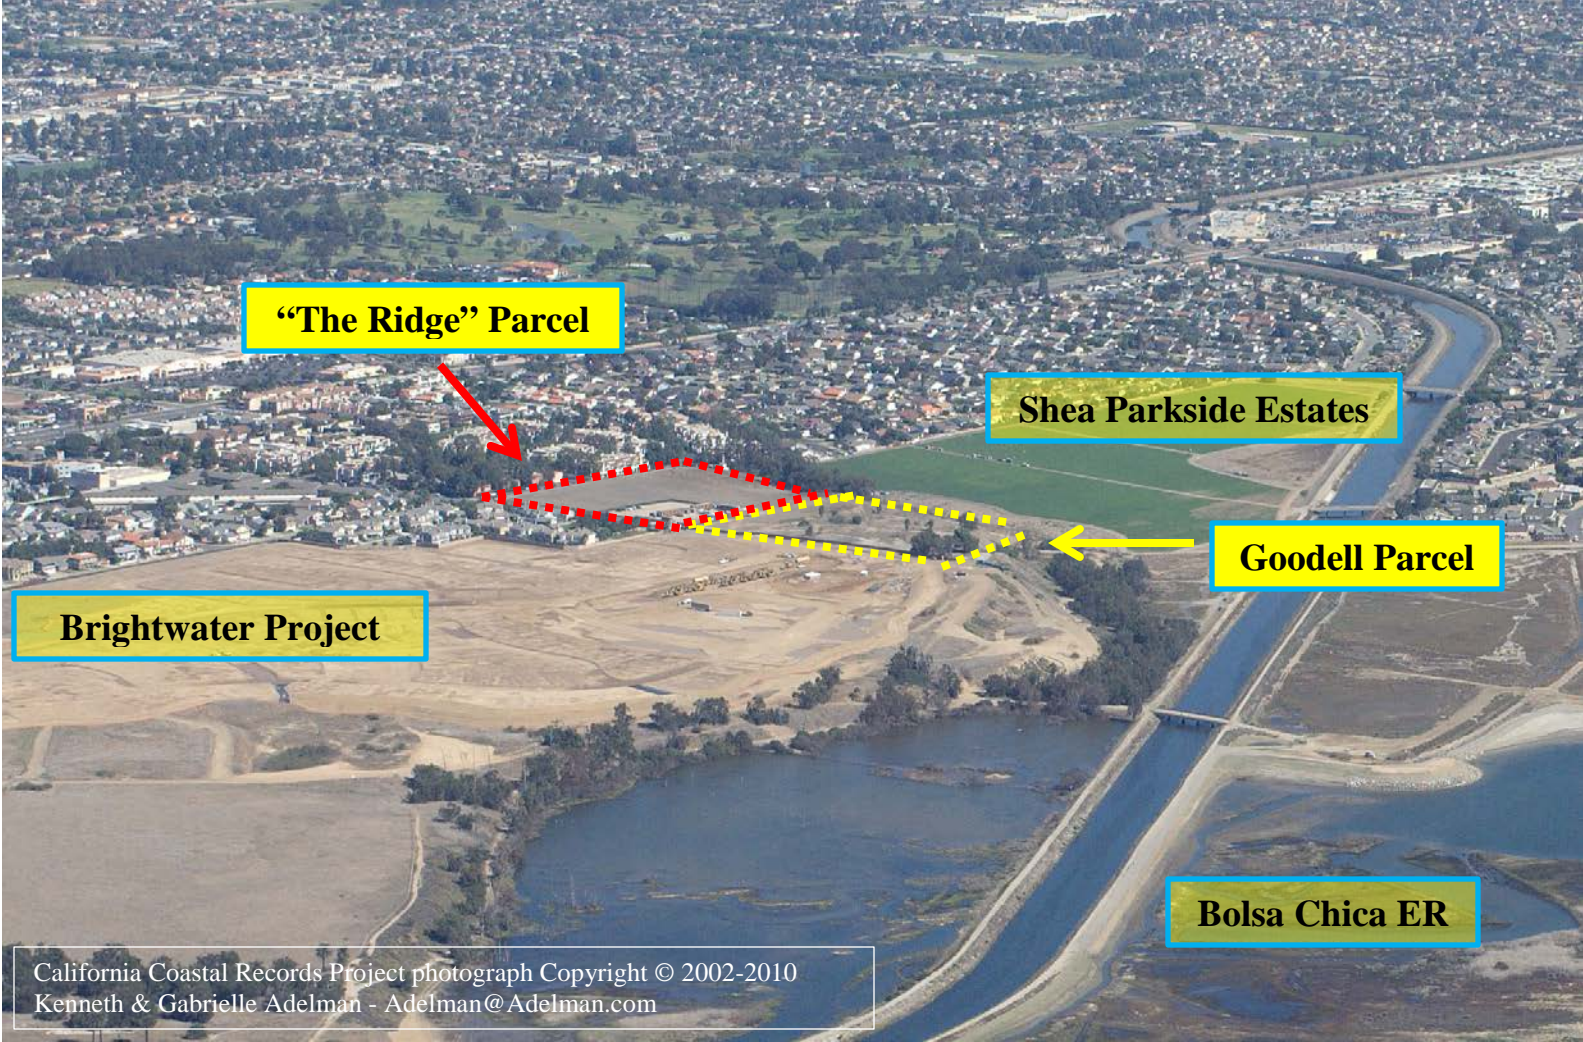 “The Ridge” Parcel
Shea Parkside Estates
Goodell Parcel
Brightwater Project
Bolsa Chica ER
California Coastal Records Project photograph Copyright © 2002-2010
Kenneth & Gabrielle Adelman - Adelman@Adelman.com